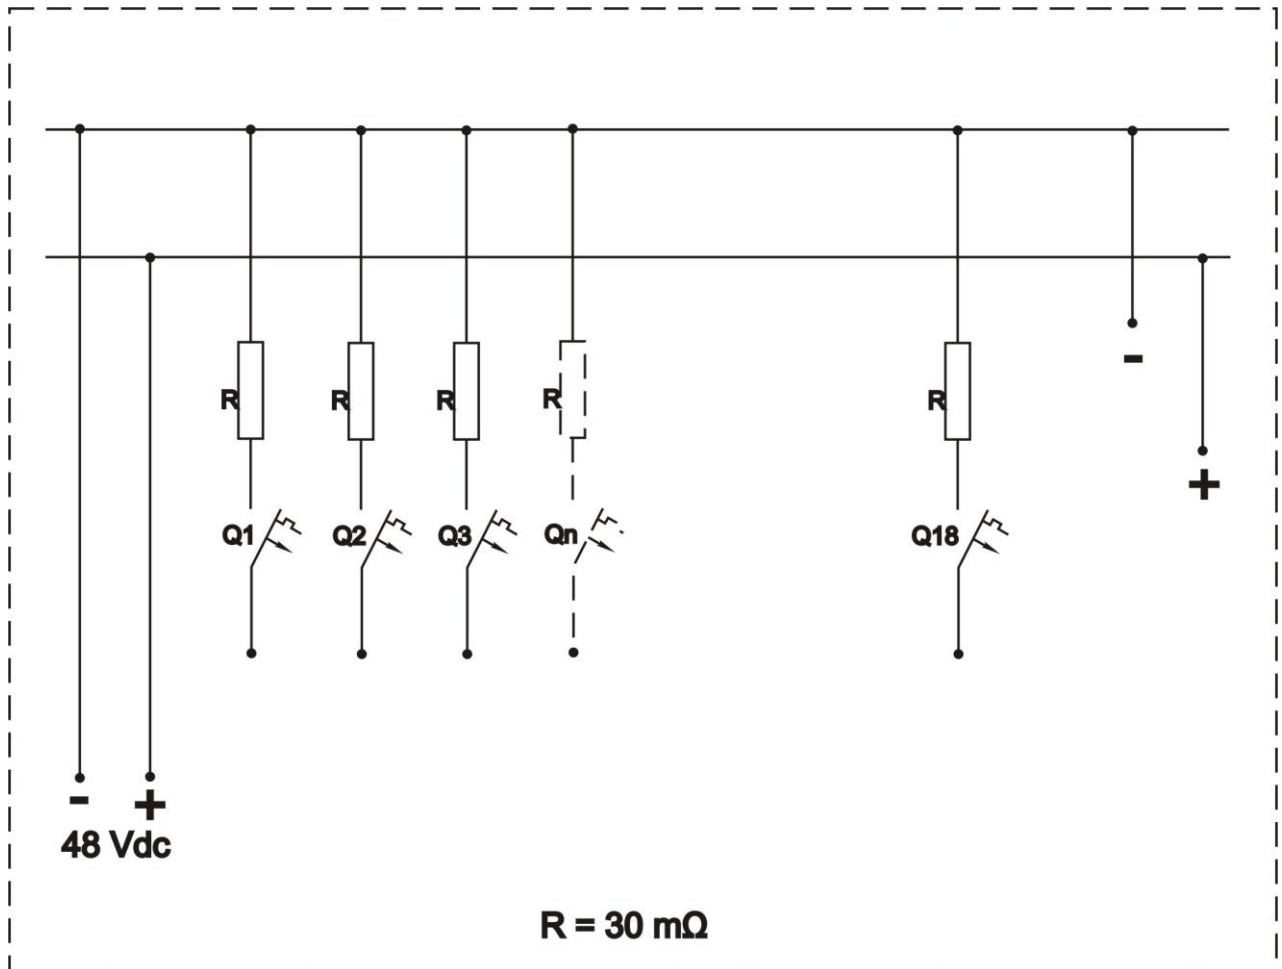 R R R R R
-
+
Q1 Q2 Q3 Qn Q18
- +
48 Vdc
R = 30 mΩ